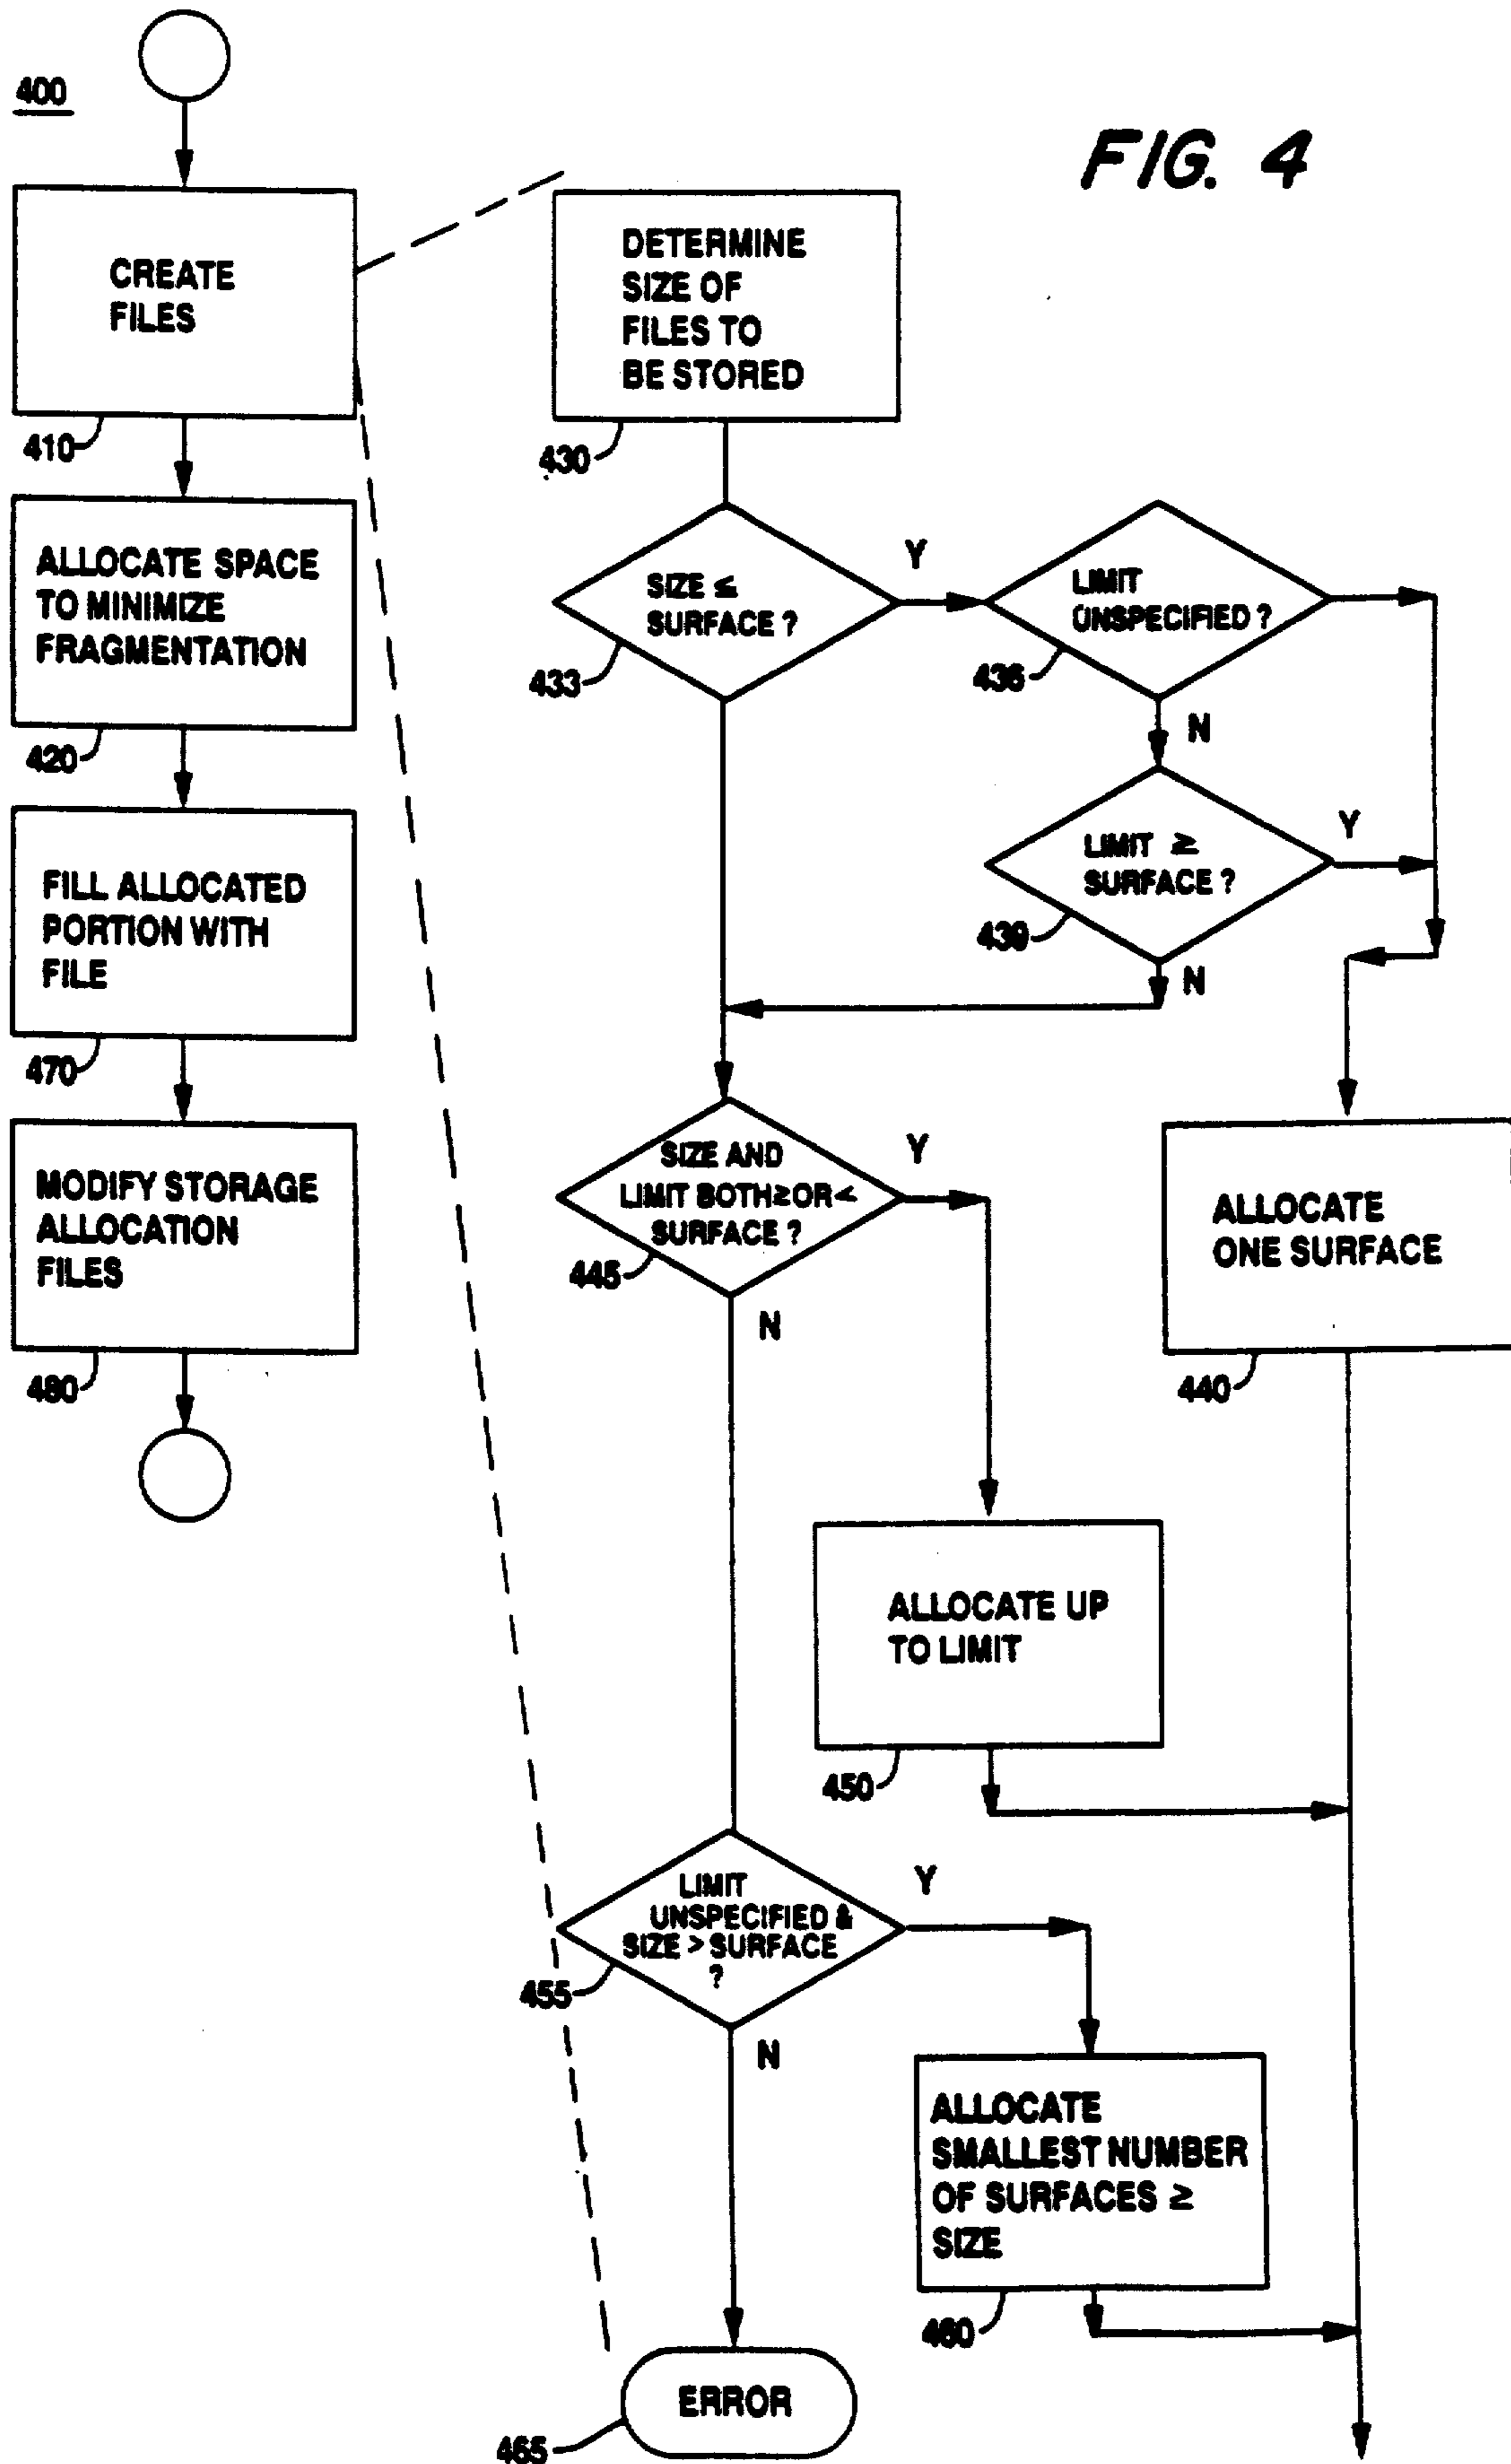 400
FIG. 4
CREATE
FILES
410
ALLOCATE SPACE
TO MINIMIZE
FRAGMENTATION
420
FILL ALLOCATED
PORTION WITH
FILE
470
MODIFY STORAGE
ALLOCATION
FILES
480
DETERMINE
SIZE OF
FILES TO
BE STORED
430
SIZE ≤
SURFACE ?
433
Y
LIMIT
UNSPECIFIED ?
436
N
LIMIT ≥
SURFACE ?
439
Y
N
ALLOCATE
ONE SURFACE
440
SIZE AND
LIMIT BOTH ≥ OR <
SURFACE ?
445
Y
N
ALLOCATE UP
TO LIMIT
450
LIMIT
UNSPECIFIED &
SIZE > SURFACE
?
455
Y
N
ALLOCATE
SMALLEST NUMBER
OF SURFACES ≥
SIZE
460
ERROR
465